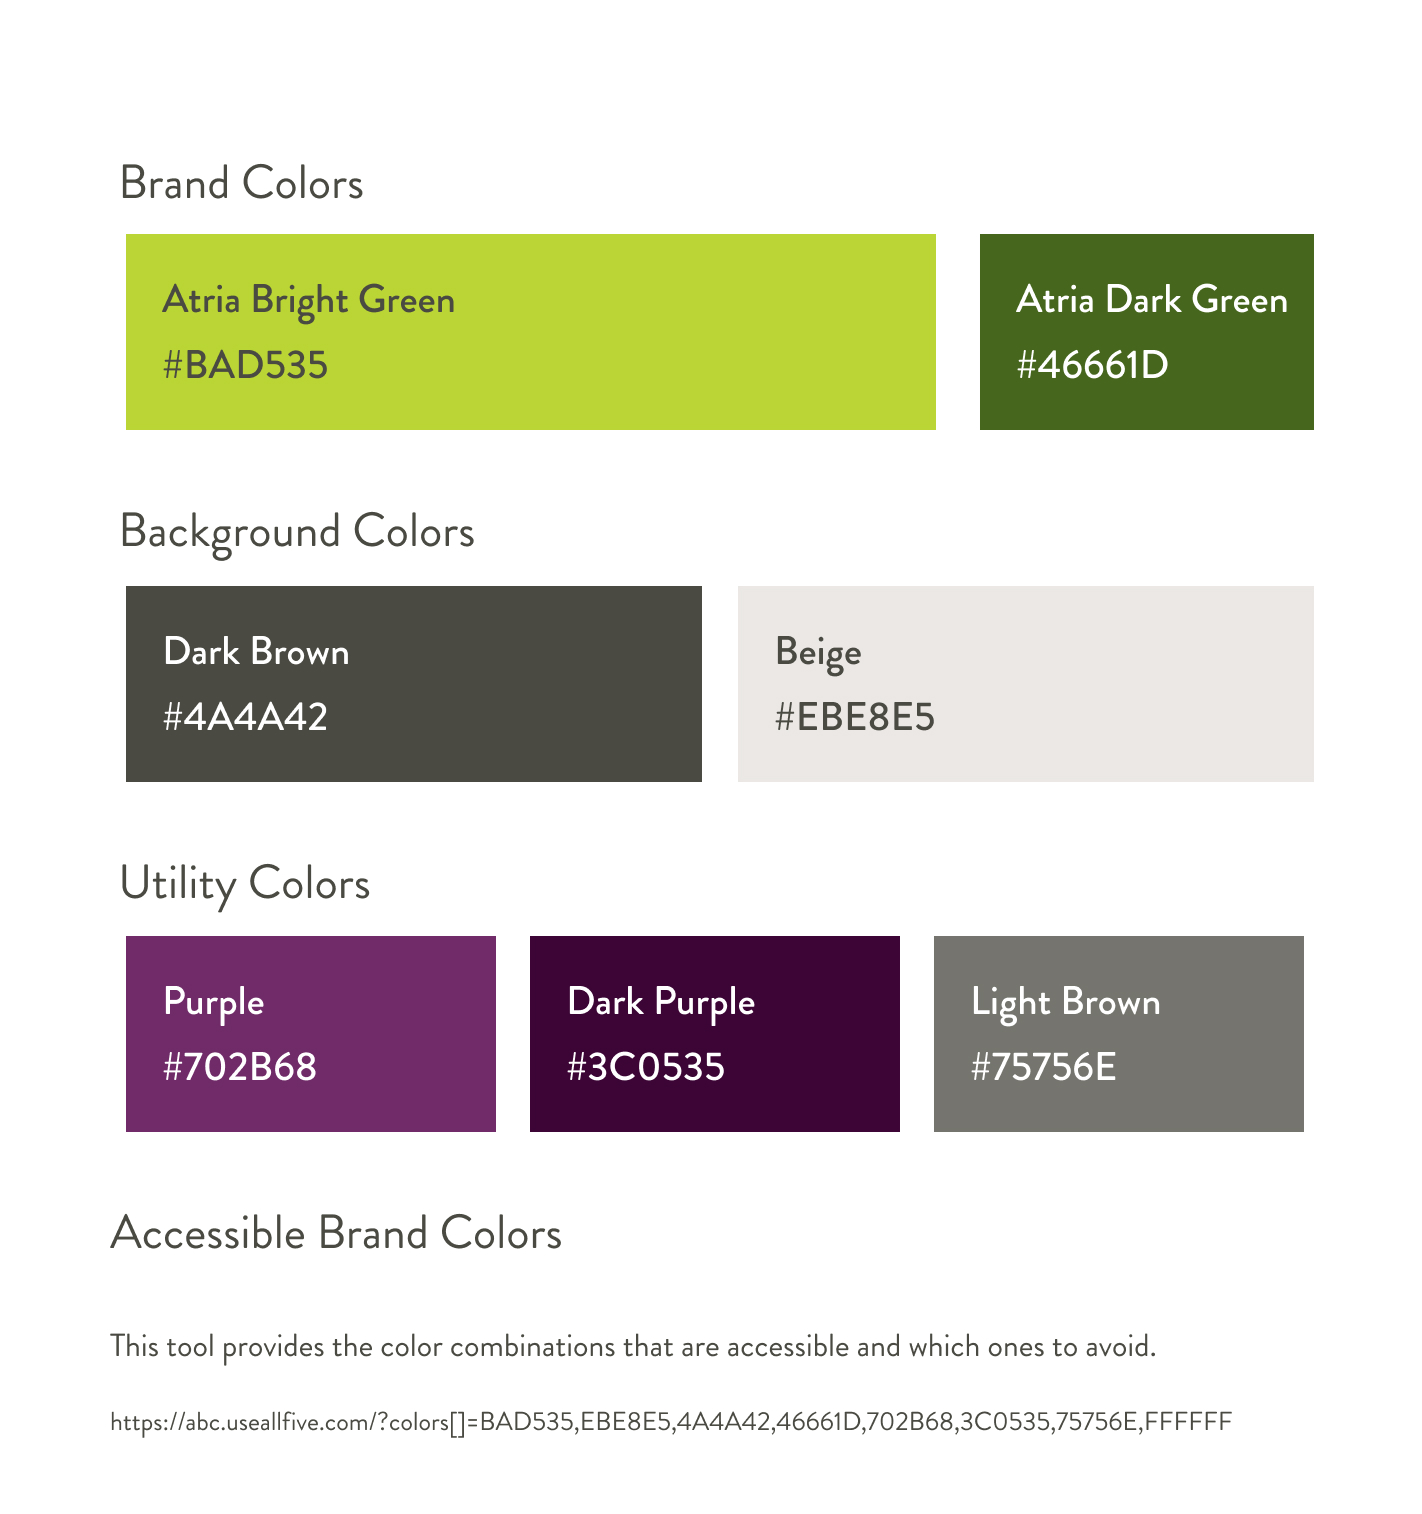 Brand Colors
Atria Bright Green
#BAD535
Atria Dark Green
#46661D
Background Colors
Dark Brown
#4A4A42
Beige
#EBE8E5
Utility Colors
Purple
#702B68
Dark Purple
#3C0535
Light Brown
#75756E
Accessible Brand Colors
This tool provides the color combinations that are accessible and which ones to avoid.
https://abc.useallfive.com/?colors[]=BAD535,EBE8E5,4A4A42,46661D,702B68,3C0535,75756E,FFFFFF